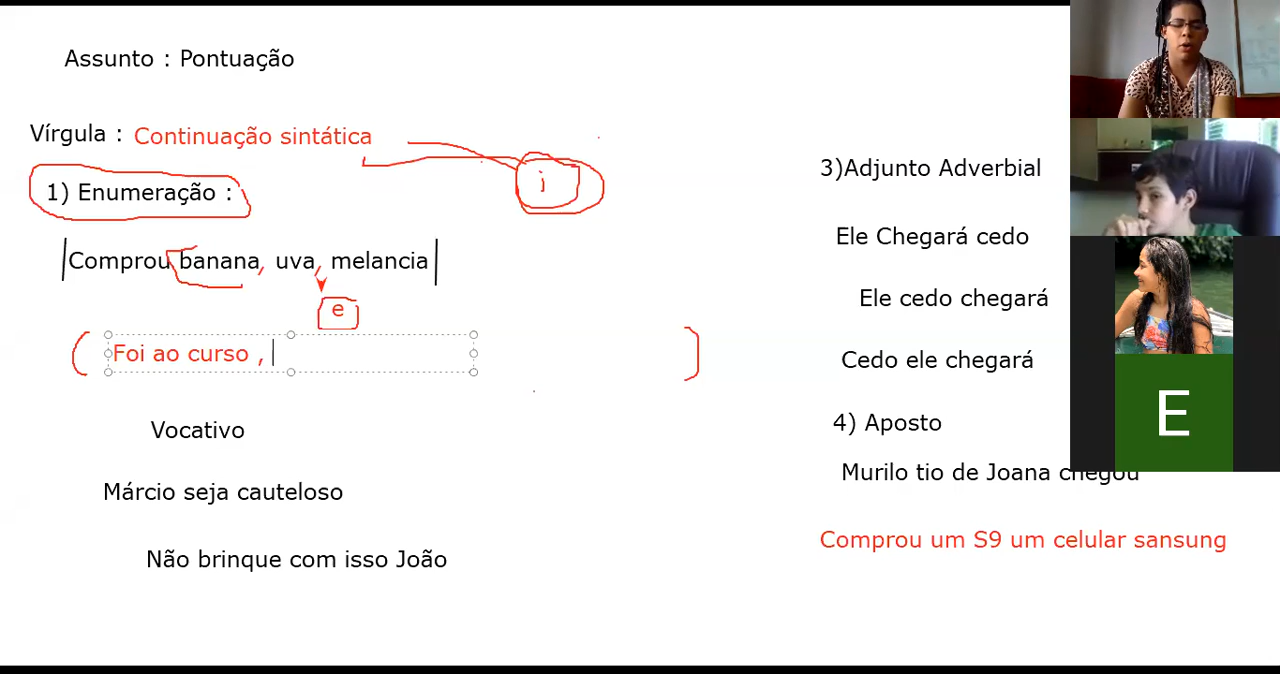 Assunto : Pontuação
Vírgula : Continuação sintática
1) Enumeração :
i
Comprou banana, uva, melancia
e
Foi ao curso ,
Vocativo
Márcio seja cauteloso
Não brinque com isso João
3)Adjunto Adverbial
Ele Chegará cedo
Ele cedo chegará
Cedo ele chegará
4) Aposto
Murilo tio de Joana chegou
Comprou um S9 um celular sansung
E